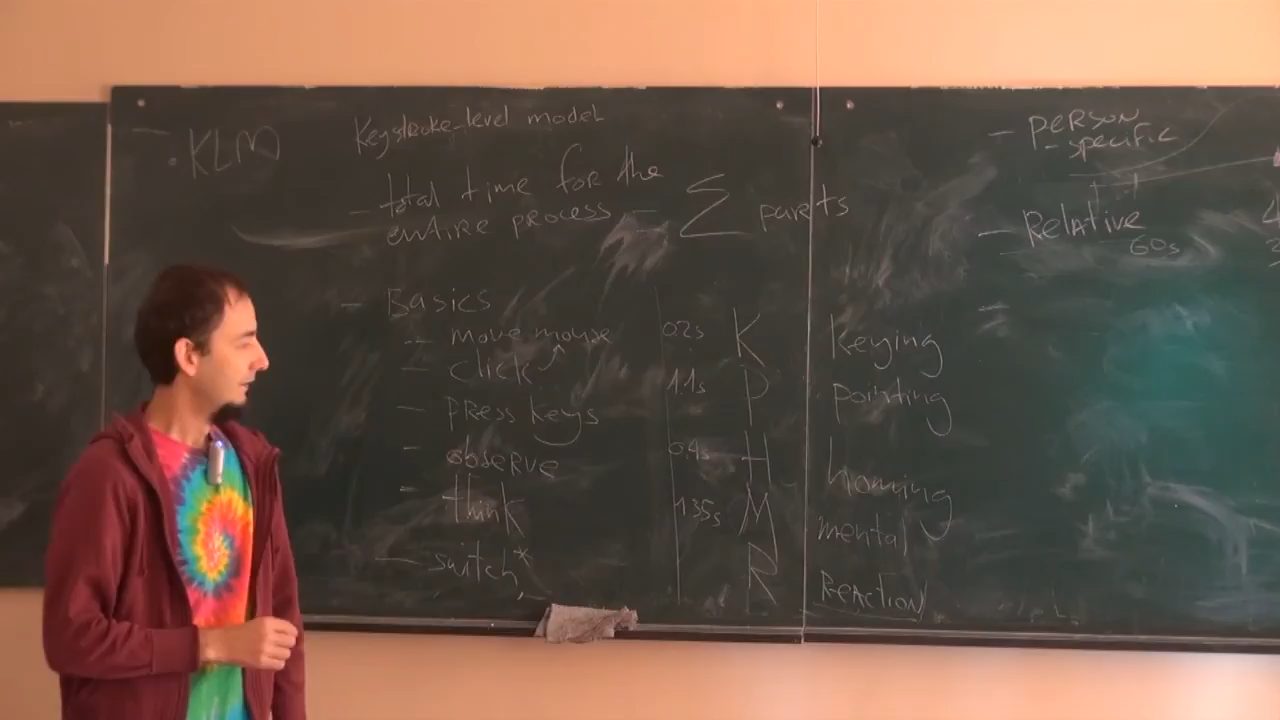 . KLM Keystroke-level model
- total time for the
entire process - Σ parts
- Basics
-- move mouse
- click
- press keys
- observe
- think
- switch*
0.2s K keying
1.1s P pointing
0.4s H homing
1.35s M mental
R REACTION
- PERSON
- specific
- RELATIVE
60s